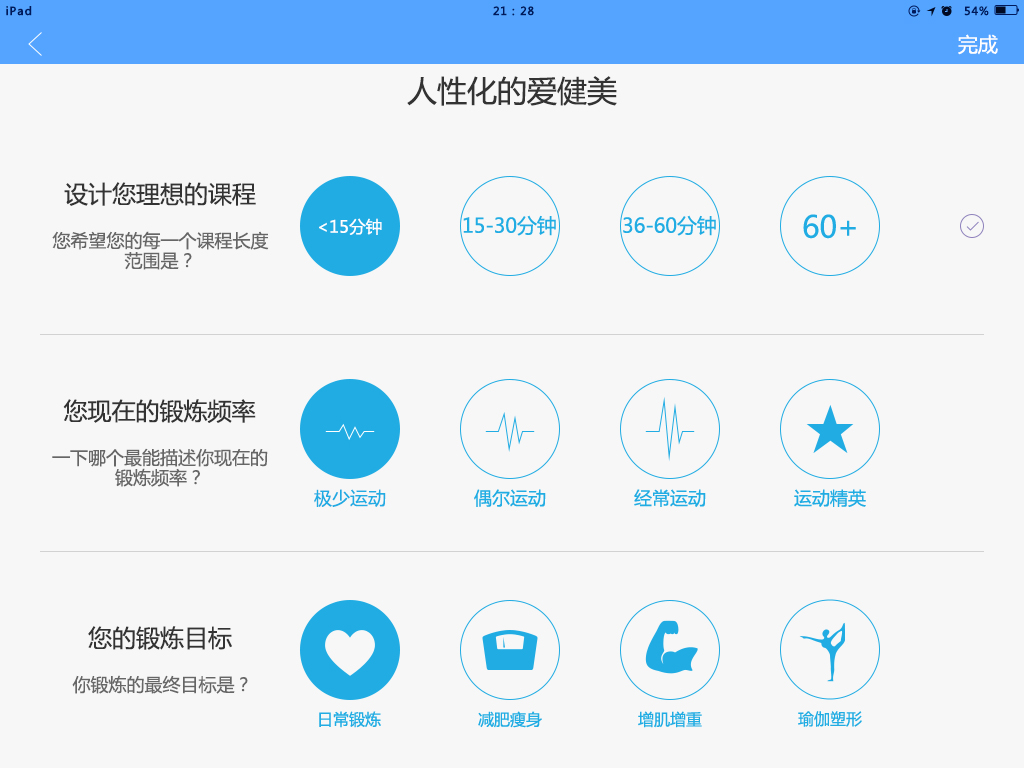 iPad
21：28
54%
完成
人性化的爱健美
设计您理想的课程
您希望您的每一个课程长度
范围是？
<15分钟
15-30分钟
36-60分钟
60+
您现在的锻炼频率
一下哪个最能描述你现在的
锻炼频率？
极少运动
偶尔运动
经常运动
运动精英
您的锻炼目标
你锻炼的最终目标是？
日常锻炼
减肥瘦身
增肌增重
瑜伽塑形